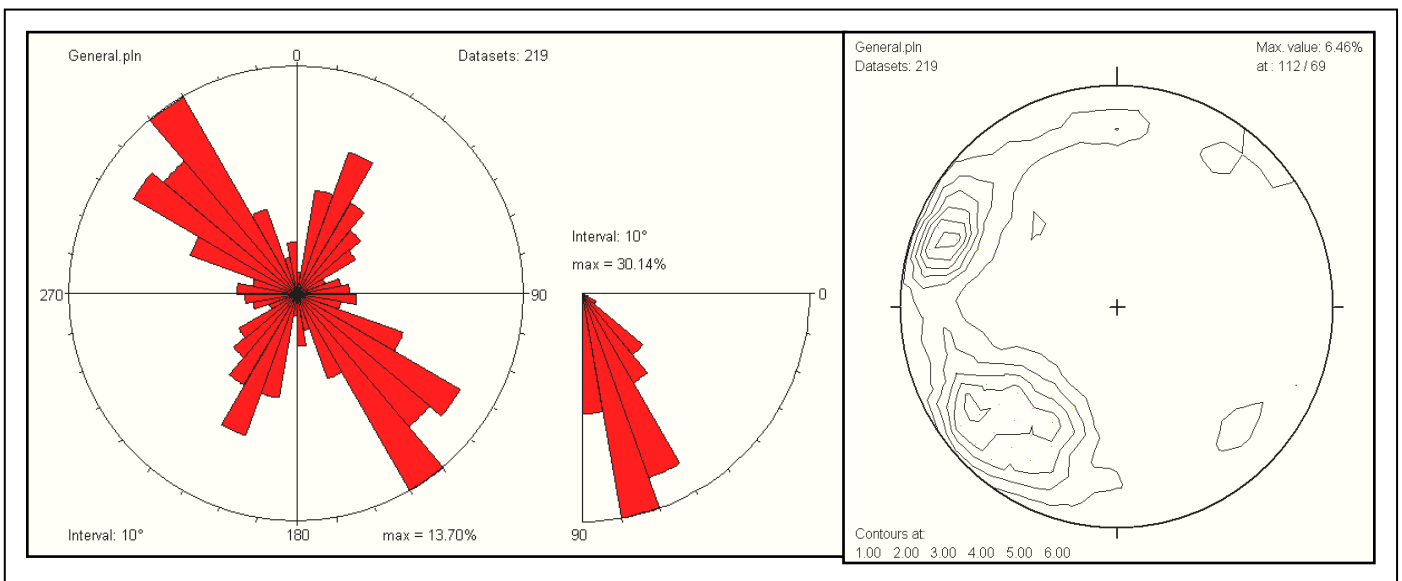 General.pln
Datasets: 219
0
270
90
Interval: 10°
180
max = 13.70%
Interval: 10°
max = 30.14%
0
90
General.pln
Datasets: 219
Max. value: 6.46%
at : 112 / 69
Contours at:
1.00 2.00 3.00 4.00 5.00 6.00